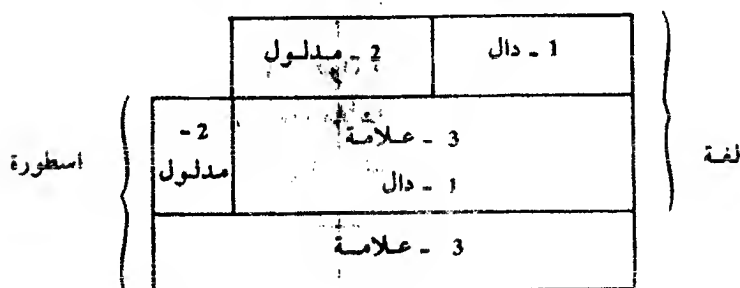 1 ـ دال
2 ـ مدلول
لغة
3 ـ علامة
1 ـ دال
2 ـ
مدلول
اسطورة
3 ـ علامة